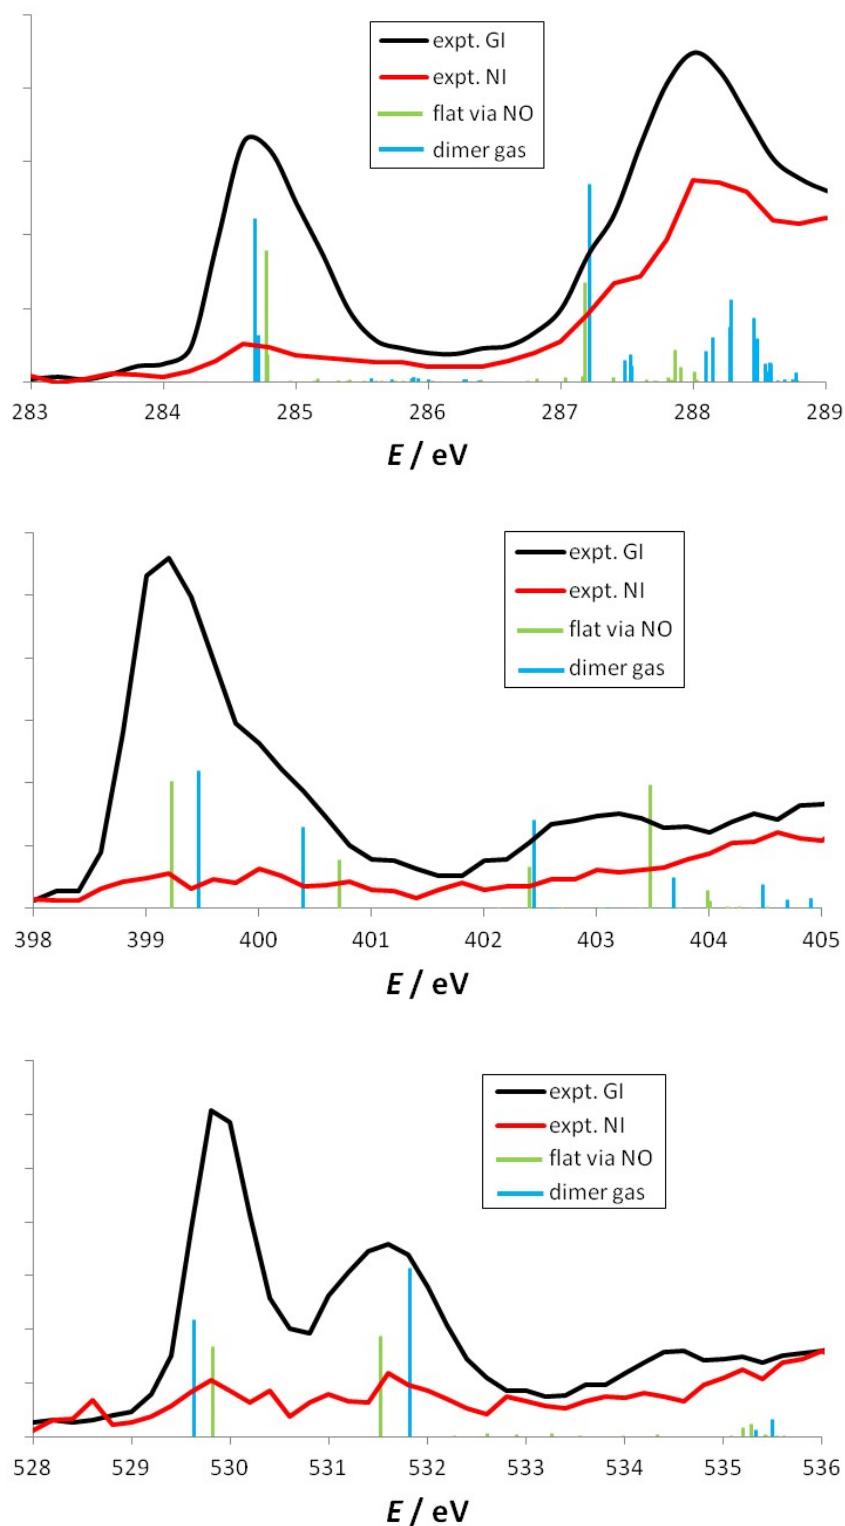 expt. GI
expt. NI
flat via NO
dimer gas
283 284 285 286 287 288 289
E / eV
expt. GI
expt. NI
flat via NO
dimer gas
398 399 400 401 402 403 404 405
E / eV
expt. GI
expt. NI
flat via NO
dimer gas
528 529 530 531 532 533 534 535 536
E / eV